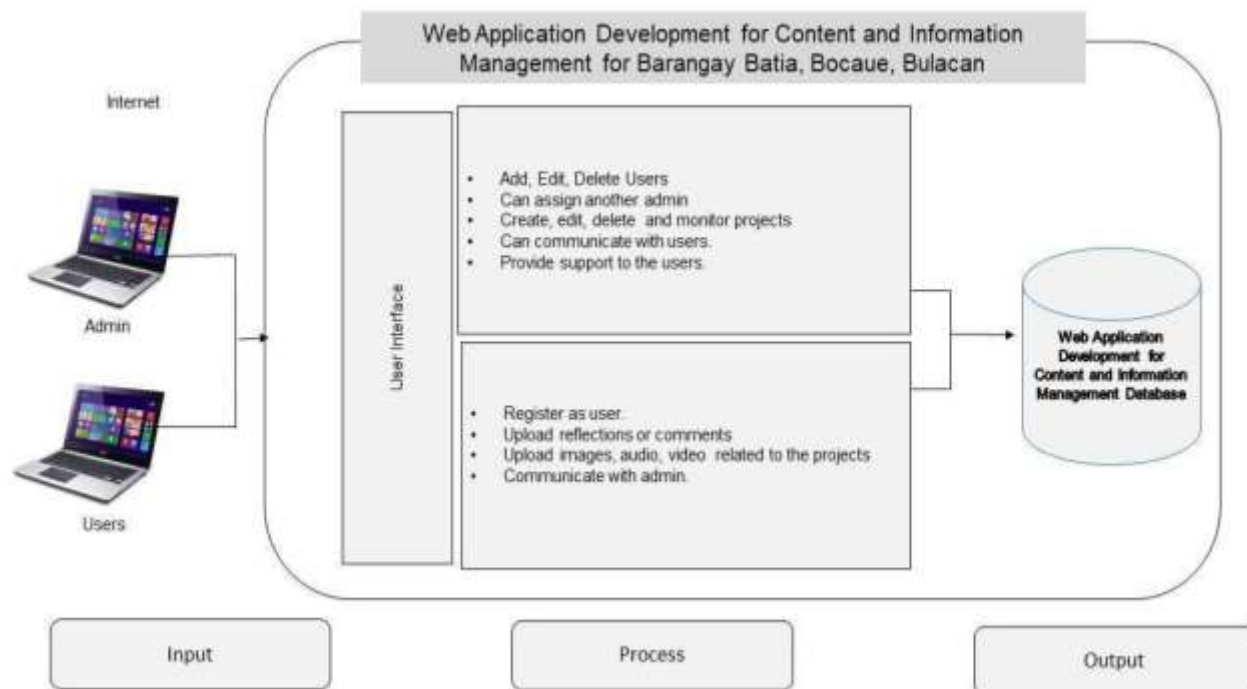 Web Application Development for Content and Information
Management for Barangay Batia, Bocaue, Bulacan
Internet
Admin
Users
User Interface
• Add, Edit, Delete Users
• Can assign another admin
• Create, edit, delete and monitor projects
• Can communicate with users.
• Provide support to the users.
• Register as user.
• Upload reflections or comments
• Upload images, audio, video related to the projects
• Communicate with admin.
Web Application
Development for
Content and Information
Management Database
Input
Process
Output